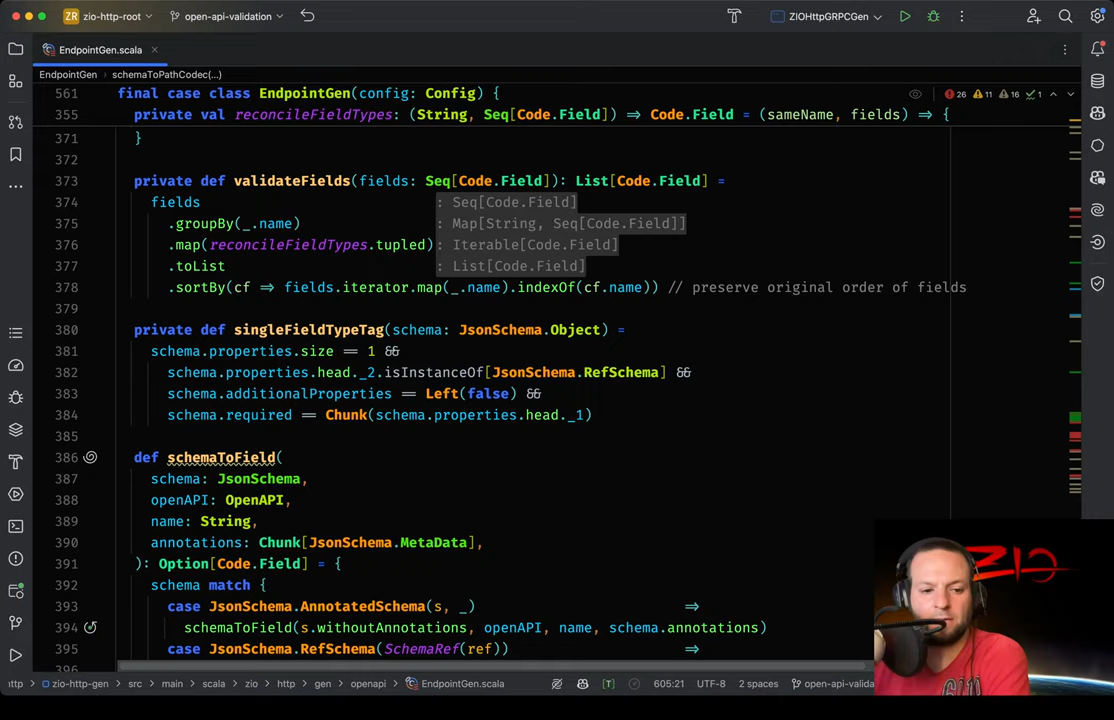 ZR zio-http-root open-api-validation ZIOHttpGRPCGen
EndpointGen.scala
EndpointGen schemaToPathCodec(...)
561 final case class EndpointGen(config: Config) { 26 11 16 1
355 private val reconcileFieldTypes: (String, Seq[Code.Field]) ⇒ Code.Field = (sameName, fields) ⇒ {
371 }
372
373 private def validateFields(fields: Seq[Code.Field]): List[Code.Field] =
374 fields : Seq[Code.Field]
375 .groupBy(_.name) : Map[String, Seq[Code.Field]]
376 .map(reconcileFieldTypes.tupled) : Iterable[Code.Field]
377 .toList : List[Code.Field]
378 .sortBy(cf ⇒ fields.iterator.map(_.name).indexOf(cf.name)) // preserve original order of fields
379
380 private def singleFieldTypeTag(schema: JsonSchema.Object) =
381 schema.properties.size == 1 &&
382 schema.properties.head._2.isInstanceOf[JsonSchema.RefSchema] &&
383 schema.additionalProperties == Left(false) &&
384 schema.required == Chunk(schema.properties.head._1)
385
386 def schemaToField(
387 schema: JsonSchema,
388 openAPI: OpenAPI,
389 name: String,
390 annotations: Chunk[JsonSchema.MetaData],
391 ): Option[Code.Field] = {
392 schema match {
393 case JsonSchema.AnnotatedSchema(s, _) ⇒
394 schemaToField(s.withoutAnnotations, openAPI, name, schema.annotations)
395 case JsonSchema.RefSchema(SchemaRef(ref)) ⇒
396
ZIO
http zio-http-gen src main scala zio http gen openapi EndpointGen.scala [T] 605:21 UTF-8 2 spaces open-api-valida